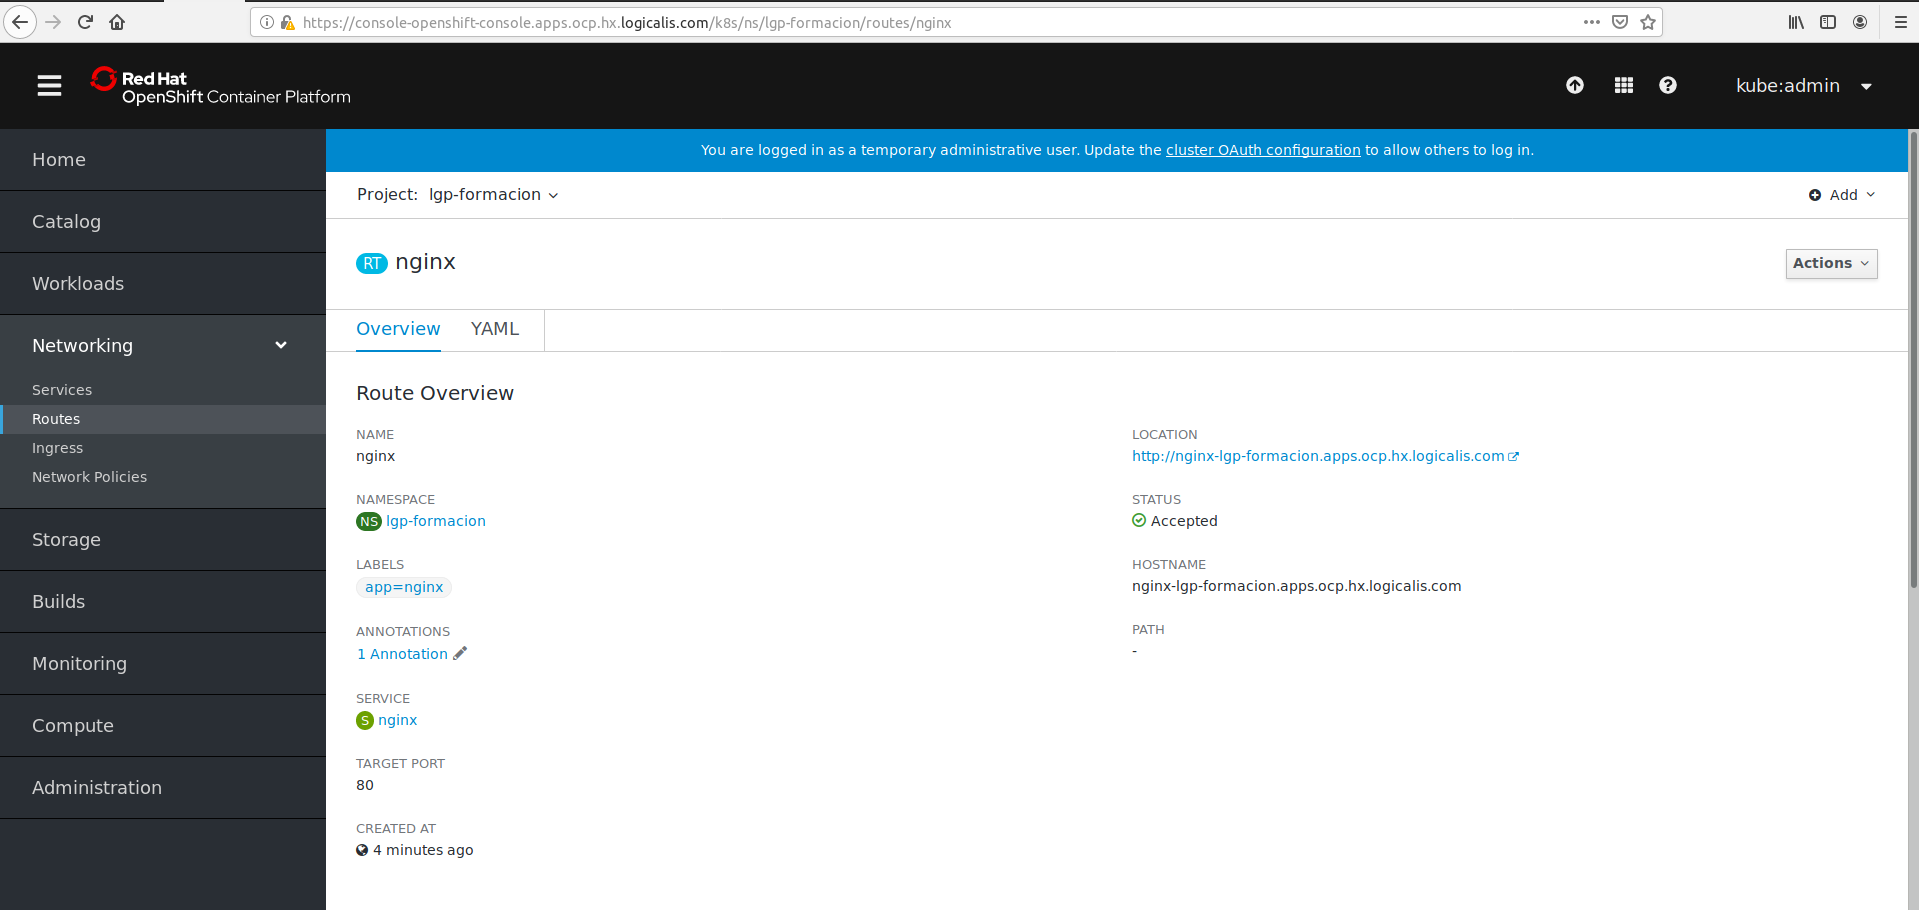 https://console-openshift-console.apps.ocp.hx.logicalis.com/k8s/ns/lgp-formacion/routes/nginx
Red Hat
OpenShift Container Platform
kube:admin
Home
Catalog
Workloads
Networking
Services
Routes
Ingress
Network Policies
Storage
Builds
Monitoring
Compute
Administration
You are logged in as a temporary administrative user. Update the cluster OAuth configuration to allow others to log in.
Project: lgp-formacion
Add
RT nginx
Actions
Overview YAML
Route Overview
NAME
nginx
NAMESPACE
NS lgp-formacion
LABELS
app=nginx
ANNOTATIONS
1 Annotation
SERVICE
S nginx
TARGET PORT
80
CREATED AT
4 minutes ago
LOCATION
http://nginx-lgp-formacion.apps.ocp.hx.logicalis.com
STATUS
Accepted
HOSTNAME
nginx-lgp-formacion.apps.ocp.hx.logicalis.com
PATH
-